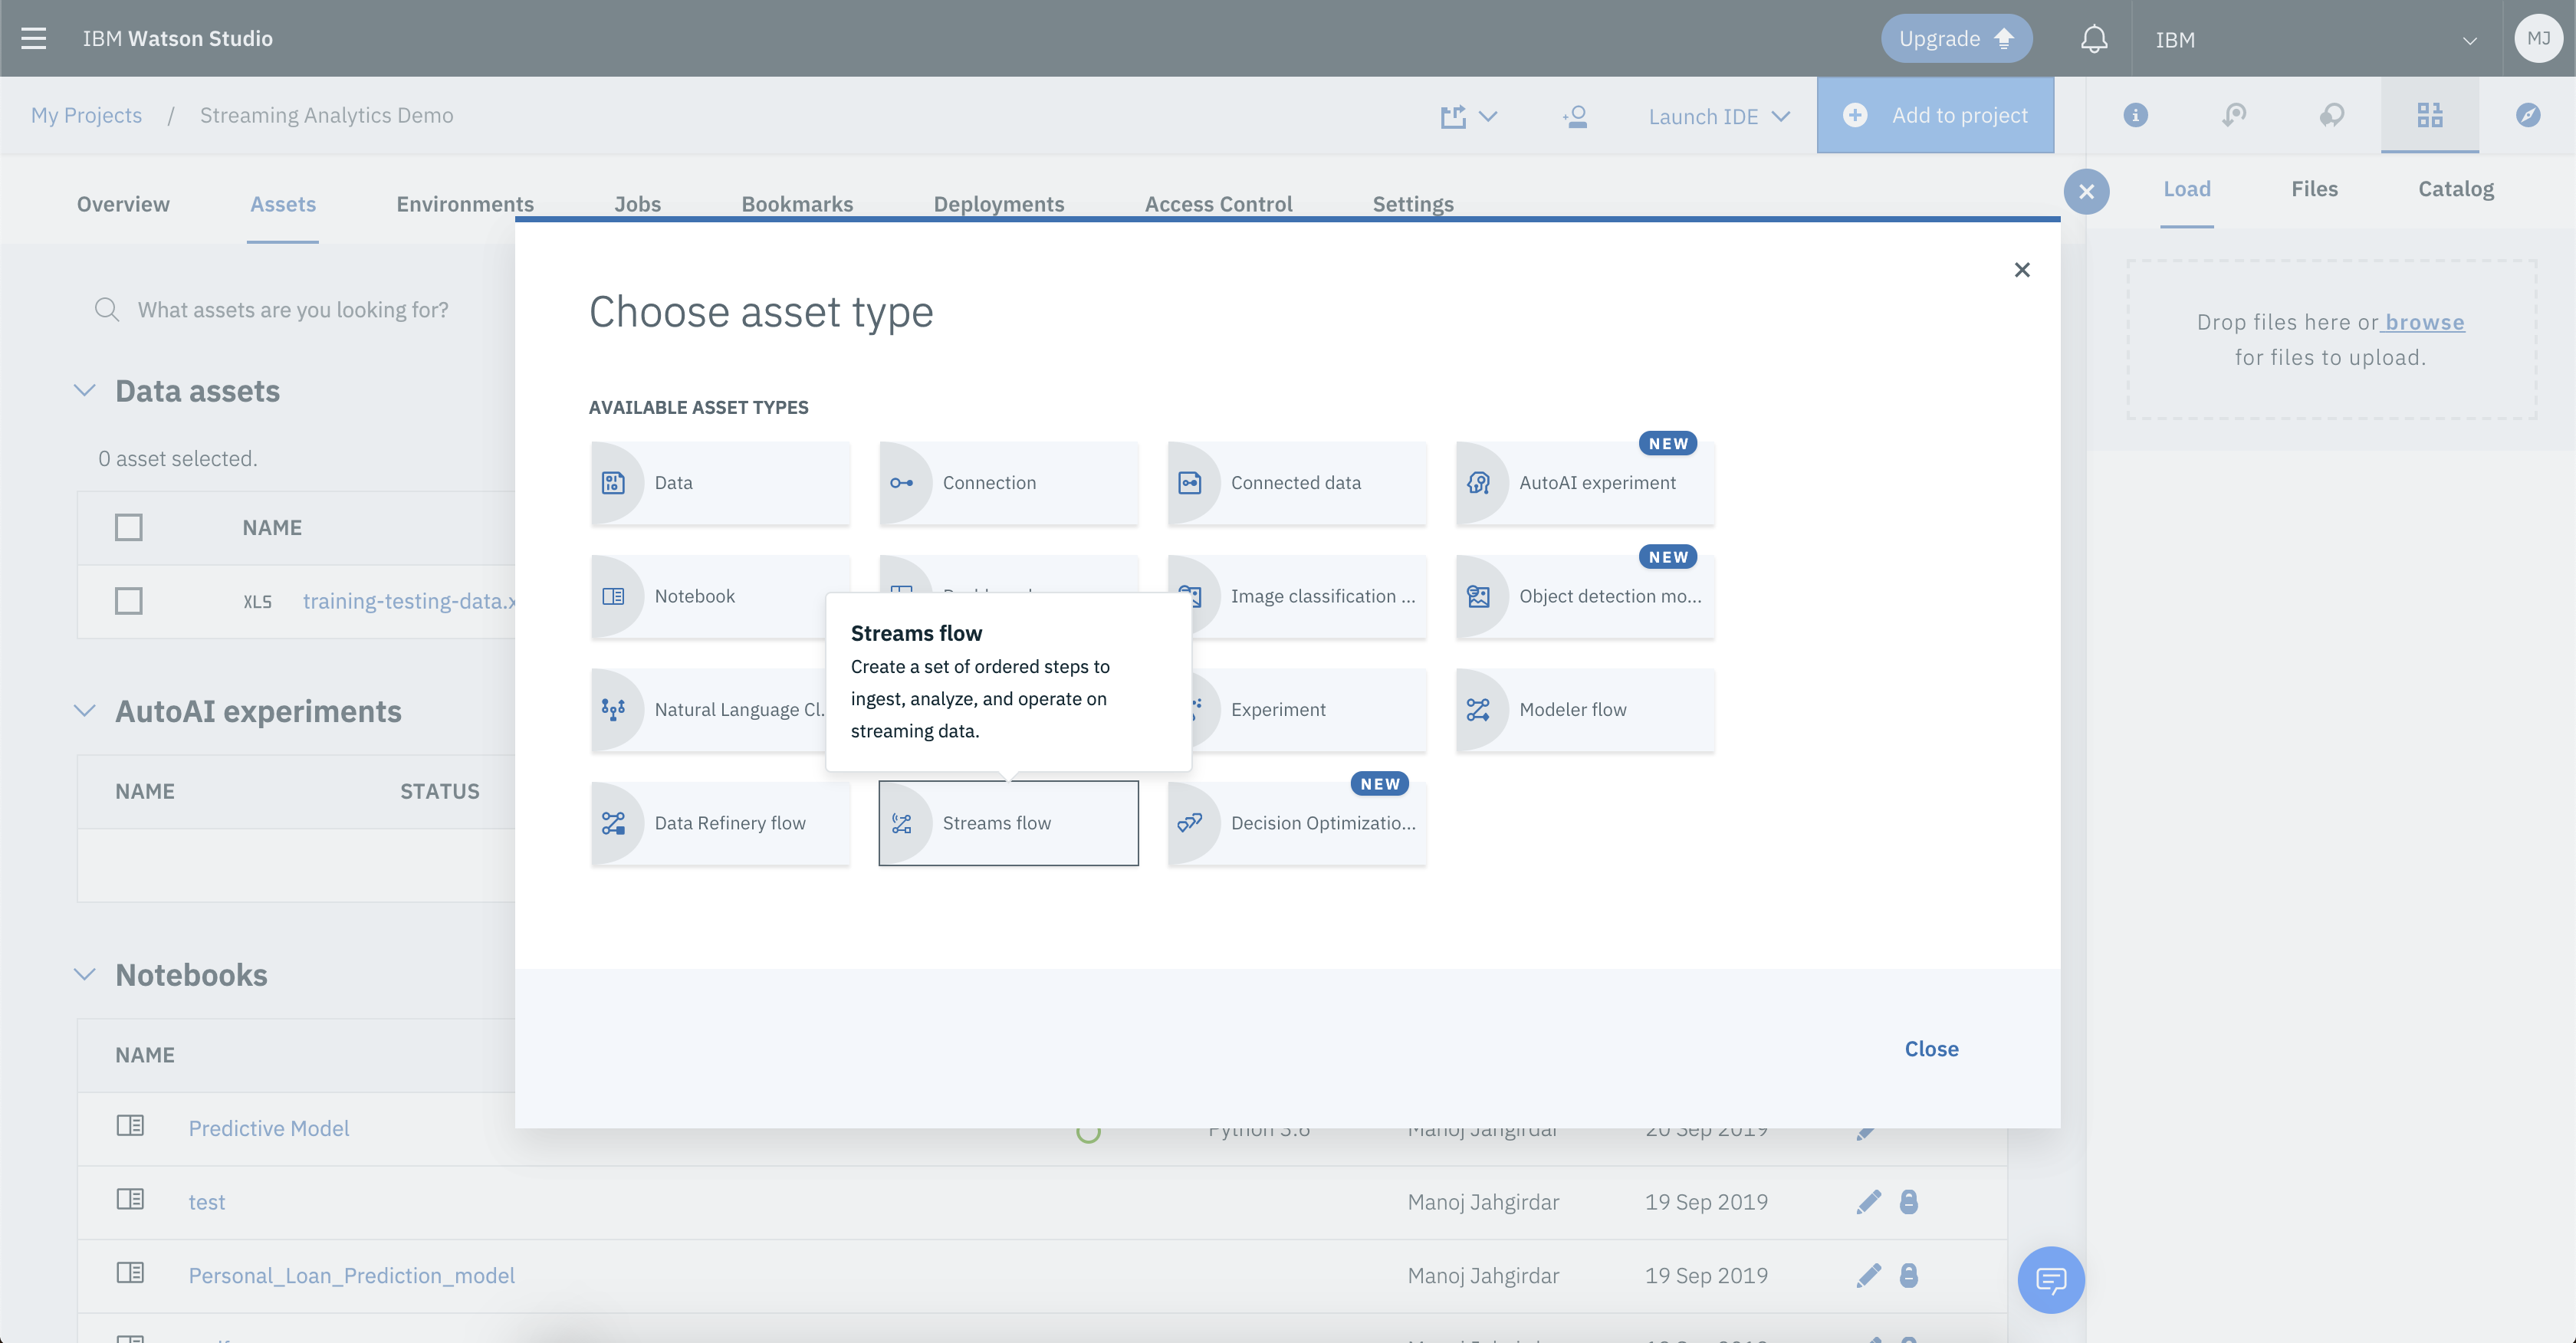 IBM Watson Studio
Upgrade
IBM
MJ
My Projects / Streaming Analytics Demo
Launch IDE
Add to project
Overview
Assets
Environments
Jobs
Bookmarks
Deployments
Access Control
Settings
Load
Files
Catalog
What assets are you looking for?
Drop files here or browse
for files to upload.
Data assets
0 asset selected.
NAME
XLS training-testing-data.x
AutoAI experiments
NAME STATUS
Notebooks
NAME
Choose asset type
AVAILABLE ASSET TYPES
Data
Connection
Connected data
NEW
AutoAI experiment
Notebook
Image classification ...
NEW
Object detection mo...
Streams flow
Create a set of ordered steps to
ingest, analyze, and operate on
streaming data.
Natural Language Cl.
Experiment
Modeler flow
Data Refinery flow
Streams flow
NEW
Decision Optimizatio...
Close
Predictive Model Python 3.6 Manoj Jahgirdar 20 Sep 2019
test Manoj Jahgirdar 19 Sep 2019
Personal_Loan_Prediction_model Manoj Jahgirdar 19 Sep 2019